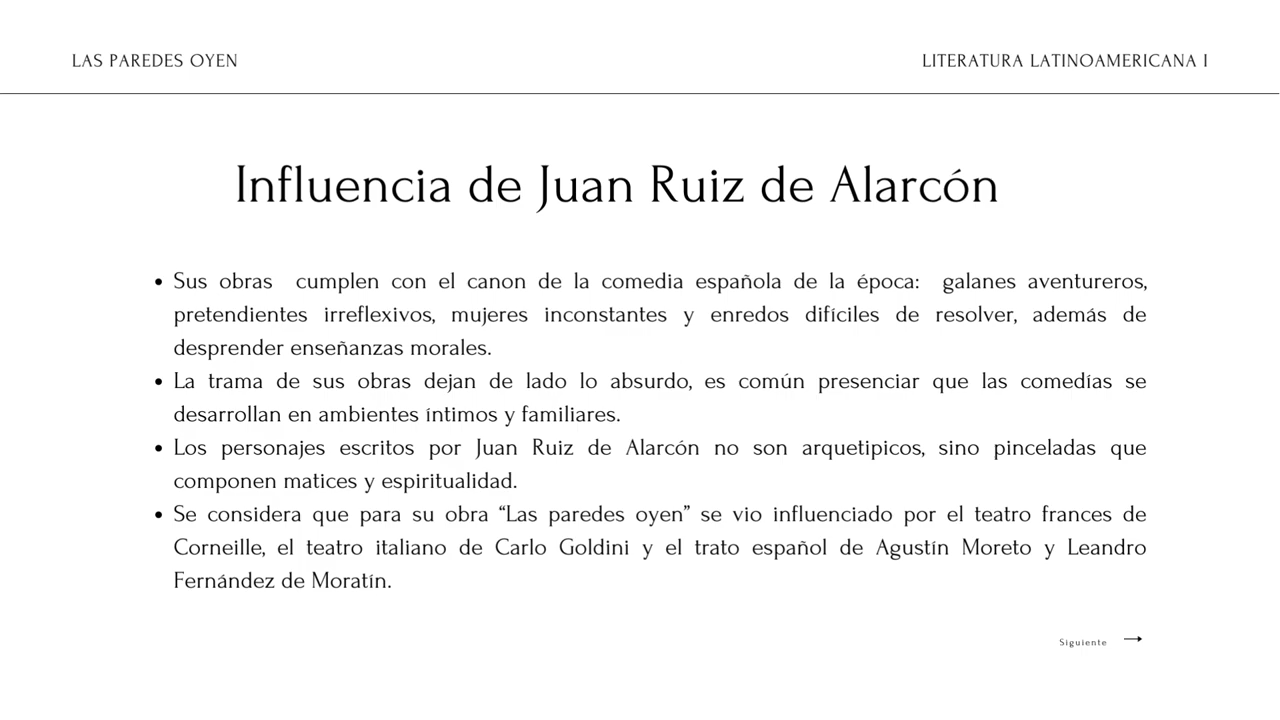 LAS PAREDES OYEN
LITERATURA LATINOAMERICANA I
Influencia de Juan Ruiz de Alarcón
• Sus obras cumplen con el canon de la comedia española de la época: galanes aventureros,
pretendientes irreflexivos, mujeres inconstantes y enredos difíciles de resolver, además de
desprender enseñanzas morales.
• La trama de sus obras dejan de lado lo absurdo, es común presenciar que las comedías se
desarrollan en ambientes íntimos y familiares.
• Los personajes escritos por Juan Ruiz de Alarcón no son arquetipicos, sino pinceladas que
componen matices y espiritualidad.
• Se considera que para su obra “Las paredes oyen” se vio influenciado por el teatro frances de
Corneille, el teatro italiano de Carlo Goldini y el trato español de Agustín Moreto y Leandro
Fernández de Moratín.
Siguiente →